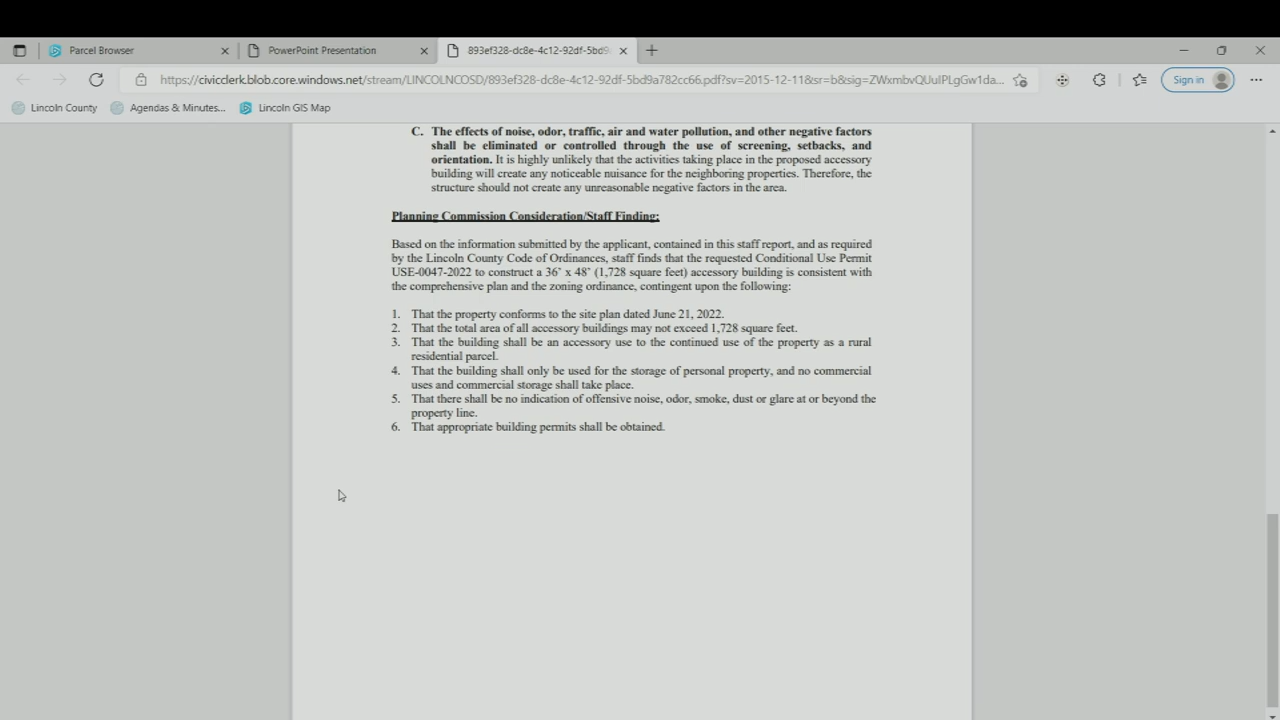 Parcel Browser
PowerPoint Presentation
893ef328-dc8e-4c12-92df-5bd9
https://civicclerk.blob.core.windows.net/stream/LINCOLNCOSD/893ef328-dc8e-4c12-92df-5bd9a782cc66.pdf?sv=2015-12-11&sr=b&sig=ZWxmbvQUuIPLgGw1da...
Sign in
Lincoln County
Agendas & Minutes...
Lincoln GIS Map
C. The effects of noise, odor, traffic, air and water pollution, and other negative factors
shall be eliminated or controlled through the use of screening, setbacks, and
orientation. It is highly unlikely that the activities taking place in the proposed accessory
building will create any noticeable nuisance for the neighboring properties. Therefore, the
structure should not create any unreasonable negative factors in the area.
Planning Commission Consideration/Staff Finding:
Based on the information submitted by the applicant, contained in this staff report, and as required
by the Lincoln County Code of Ordinances, staff finds that the requested Conditional Use Permit
USE-0047-2022 to construct a 36' x 48' (1,728 square feet) accessory building is consistent with
the comprehensive plan and the zoning ordinance, contingent upon the following:
1. That the property conforms to the site plan dated June 21, 2022.
2. That the total area of all accessory buildings may not exceed 1,728 square feet.
3. That the building shall be an accessory use to the continued use of the property as a rural
residential parcel.
4. That the building shall only be used for the storage of personal property, and no commercial
uses and commercial storage shall take place.
5. That there shall be no indication of offensive noise, odor, smoke, dust or glare at or beyond the
property line.
6. That appropriate building permits shall be obtained.